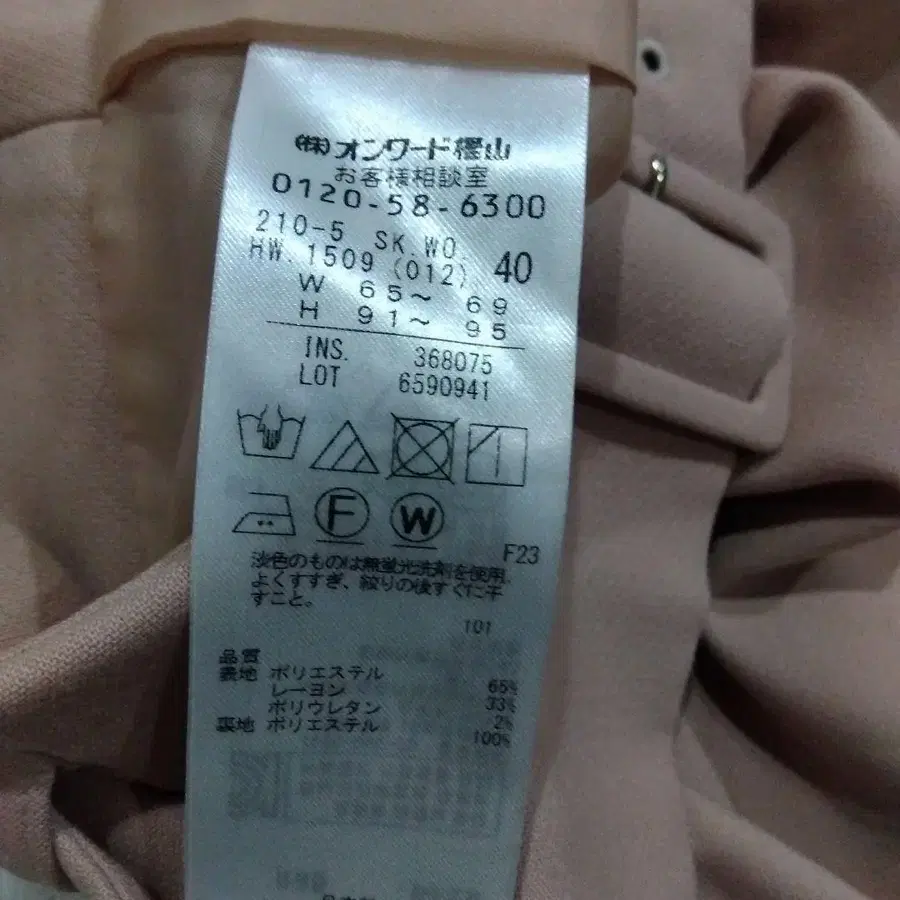 (株)オンワード樫山
お客様相談室
0120-58-6300
210-5 SK.WO.
HW.1509 (012) 40
W 65～ 69
H 91～ 95
INS. 368075
LOT 6590941
F W
F23
淡色のものは無蛍光洗剤を使用.
よくすすぎ、絞りの後すぐに干
すこと。
101
品質
表地 ポリエステル 65%
レーヨン 33%
ポリウレタン 2%
裏地 ポリエステル 100%